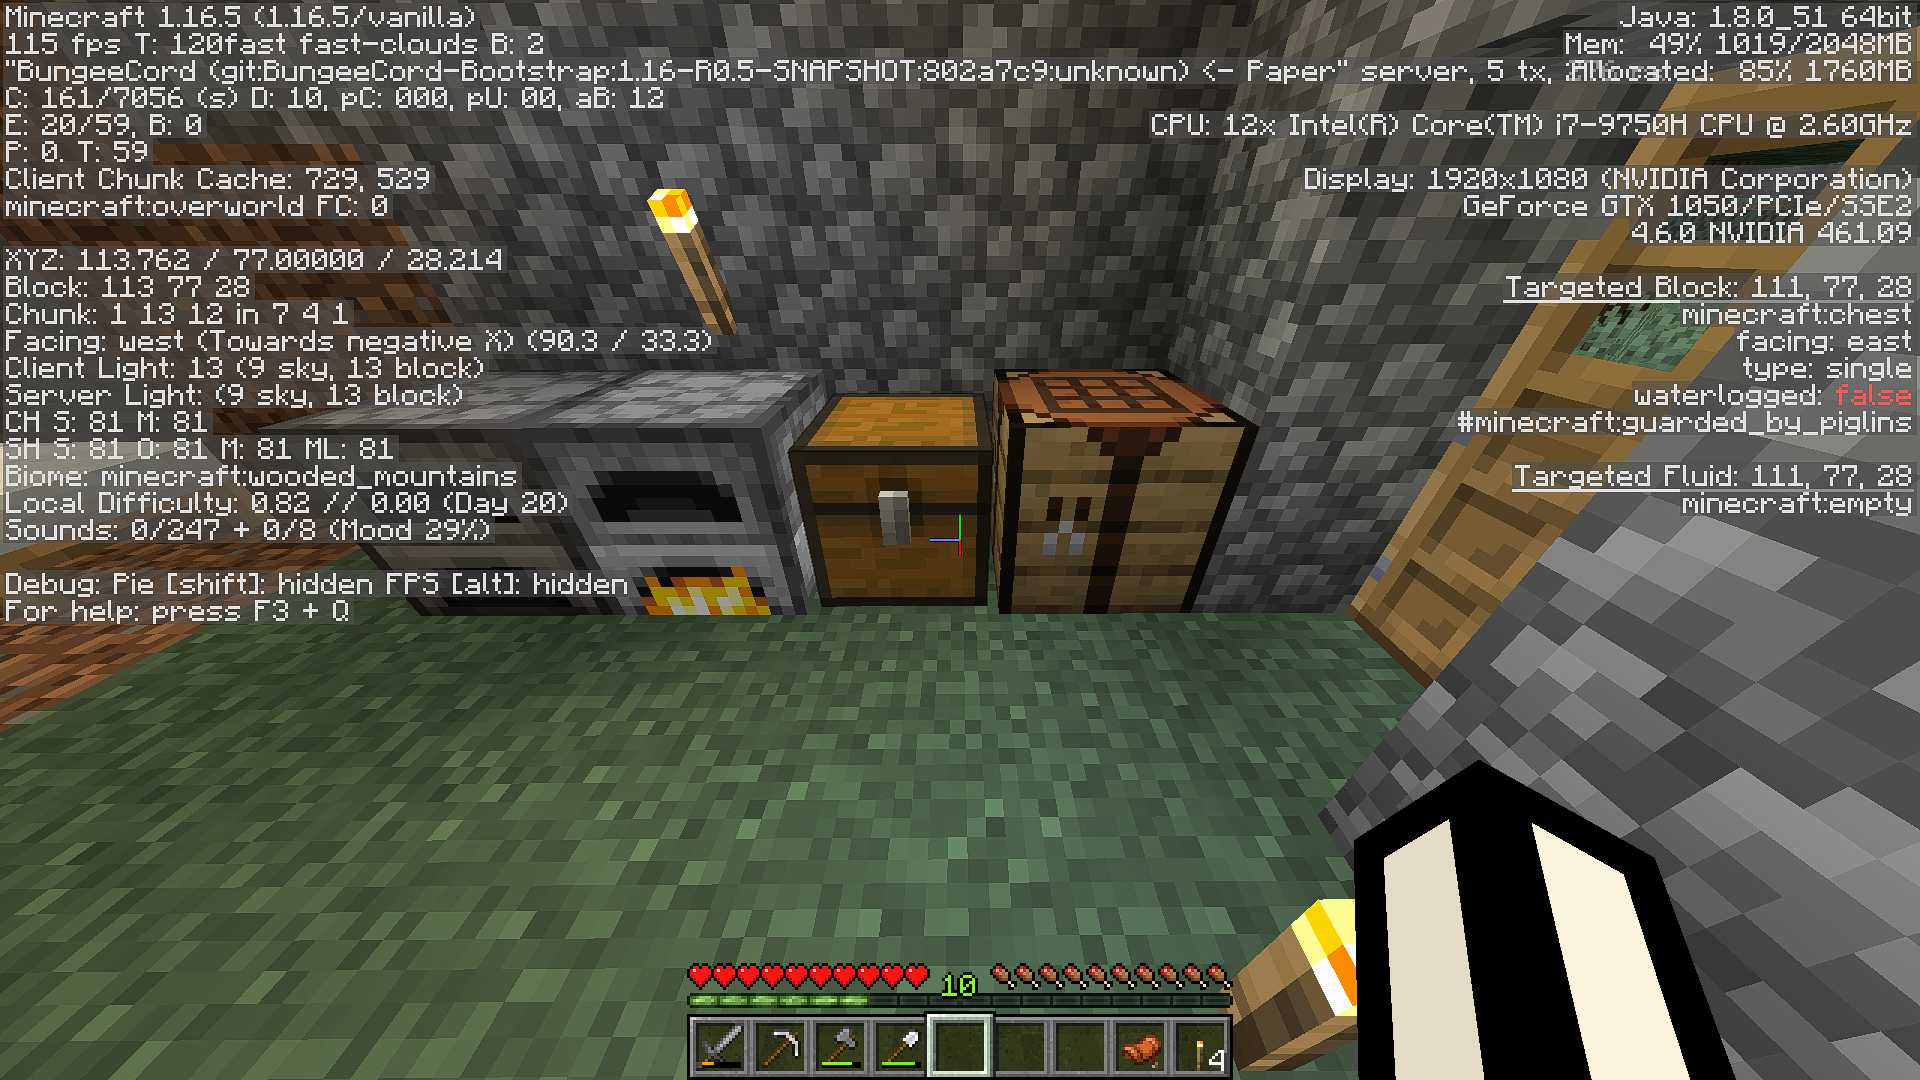 Minecraft 1.16.5 (1.16.5/vanilla)
115 fps T: 120fast fast-clouds B: 2
"BungeeCord (git:BungeeCord-Bootstrap:1.16-R0.5-SNAPSHOT:802a7c9:unknown) <- Paper" server, 5 tx,
C: 161/7056 (s) D: 10, pC: 000, pU: 00, aB: 12
E: 20/59, B: 0
P: 0. T: 59
Client Chunk Cache: 729, 529
minecraft:overworld FC: 0
XYZ: 113.762 / 77.00000 / 28.214
Block: 113 77 28
Chunk: 1 13 12 in 7 4 1
Facing: west (Towards negative X) (90.3 / 33.3)
Client Light: 13 (9 sky, 13 block)
Server Light: (9 sky, 13 block)
CH S: 81 M: 81
SH S: 81 O: 81 M: 81 ML: 81
Biome: minecraft:wooded_mountains
Local Difficulty: 0.82 // 0.00 (Day 20)
Sounds: 0/247 + 0/8 (Mood 29%)
Debug: Pie [shift]: hidden FPS [alt]: hidden
For help: press F3 + Q
Java: 1.8.0_51 64bit
Mem: 49% 1019/2048MB
Allocated: 85% 1760MB
CPU: 12x Intel(R) Core(TM) i7-9750H CPU @ 2.60GHz
Display: 1920x1080 (NVIDIA Corporation)
GeForce GTX 1050/PCIe/SSE2
4.6.0 NVIDIA 461.09
Targeted Block: 111, 77, 28
minecraft:chest
facing: east
type: single
waterlogged: false
#minecraft:guarded_by_piglins
Targeted Fluid: 111, 77, 28
minecraft:empty
10
4